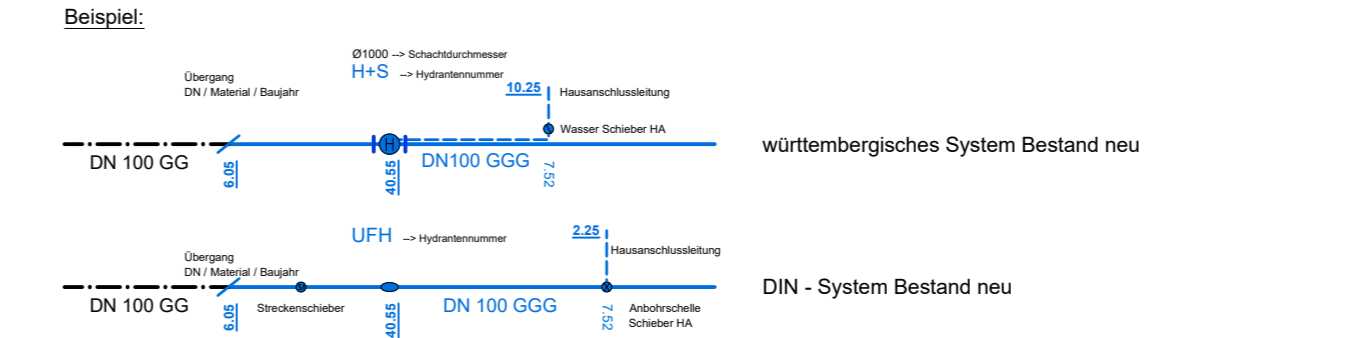 Beispiel:
Ø1000 --> Schachtdurchmesser
H+S --> Hydrantennummer
Übergang
DN / Material / Baujahr
10.25
Hausanschlussleitung
Wasser Schieber HA
H
württembergisches System Bestand neu
DN 100 GG
6.05
40.55
DN100 GGG
7.52
UFH --> Hydrantennummer
2.25
Hausanschlussleitung
Übergang
DN / Material / Baujahr
DIN - System Bestand neu
DN 100 GG
6.05
Streckenschieber
40.55
DN 100 GGG
7.52
Anbohrschelle
Schieber HA